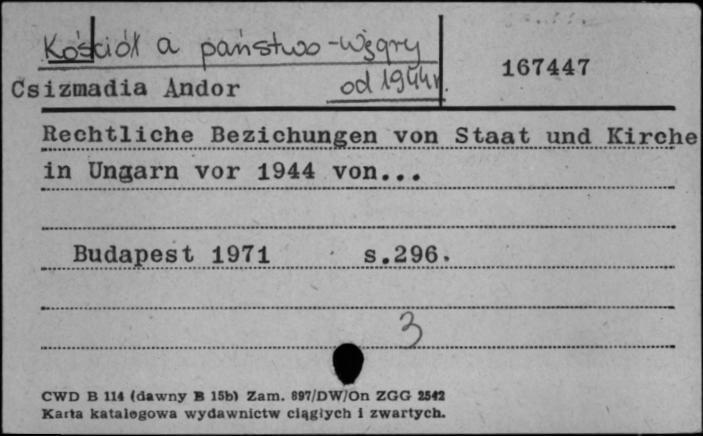 Kościół a państwo - Węgry
od 1944r.
167447
Csizmadia Andor
Rechtliche Bezichungen von Staat und Kirche
in Ungarn vor 1944 von...
Budapest 1971 s.296.
3
CWD B 114 (dawny B 15b) Zam. 897/DW/On ZGG 2542
Karta katalogowa wydawnictw ciągłych i zwartych.